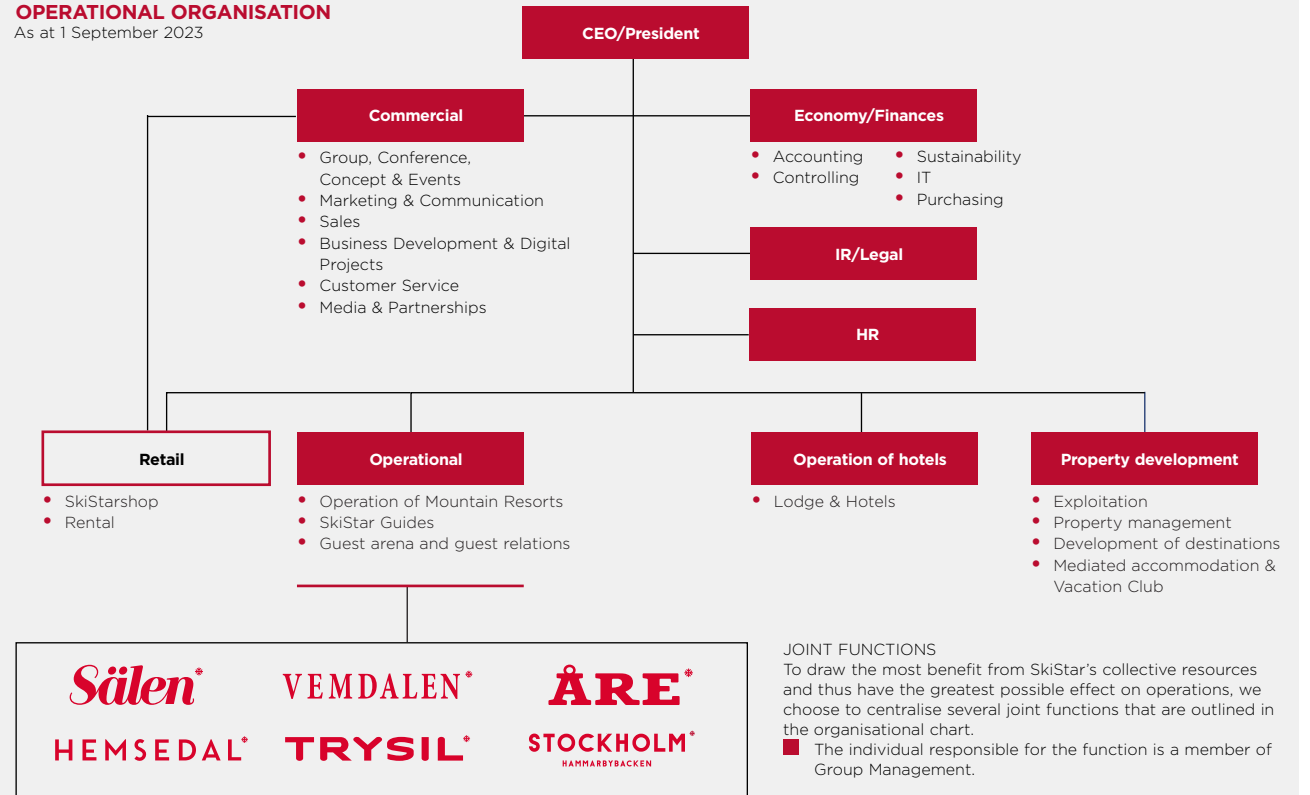 OPERATIONAL ORGANISATION
As at 1 September 2023
CEO/President
Commercial
• Group, Conference,
Concept & Events
• Marketing & Communication
• Sales
• Business Development & Digital
Projects
• Customer Service
• Media & Partnerships
Economy/Finances
• Accounting
• Controlling
• Sustainability
• IT
• Purchasing
IR/Legal
HR
Retail
• SkiStarshop
• Rental
Operational
• Operation of Mountain Resorts
• SkiStar Guides
• Guest arena and guest relations
Operation of hotels
• Lodge & Hotels
Property development
• Exploitation
• Property management
• Development of destinations
• Mediated accommodation &
Vacation Club
Sälen
VEMDALEN
ÅRE
HEMSEDAL
TRYSIL
STOCKHOLM
HAMMARBYBACKEN
JOINT FUNCTIONS
To draw the most benefit from SkiStar’s collective resources
and thus have the greatest possible effect on operations, we
choose to centralise several joint functions that are outlined in
the organisational chart.
The individual responsible for the function is a member of
Group Management.